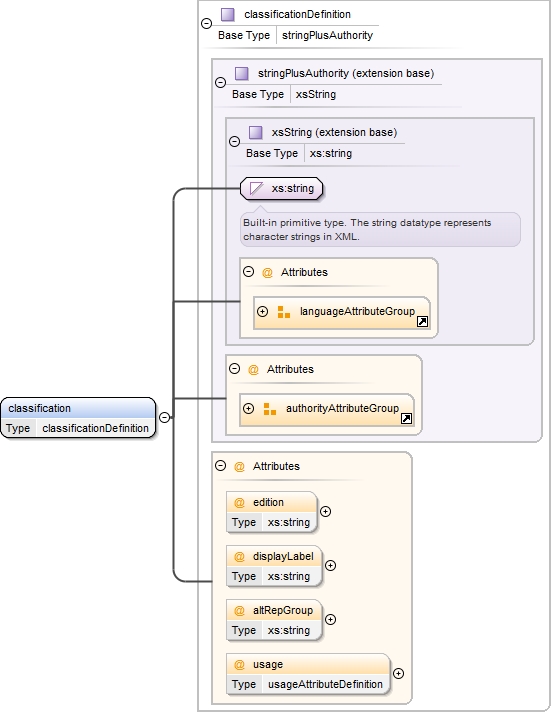 classificationDefinition
Base Type stringPlusAuthority
stringPlusAuthority (extension base)
Base Type xsString
xsString (extension base)
Base Type xs:string
xs:string
Built-in primitive type. The string datatype represents
character strings in XML.
@ Attributes
languageAttributeGroup
@ Attributes
authorityAttributeGroup
classification
Type classificationDefinition
@ Attributes
@ edition
Type xs:string
@ displayLabel
Type xs:string
@ altRepGroup
Type xs:string
@ usage
Type usageAttributeDefinition